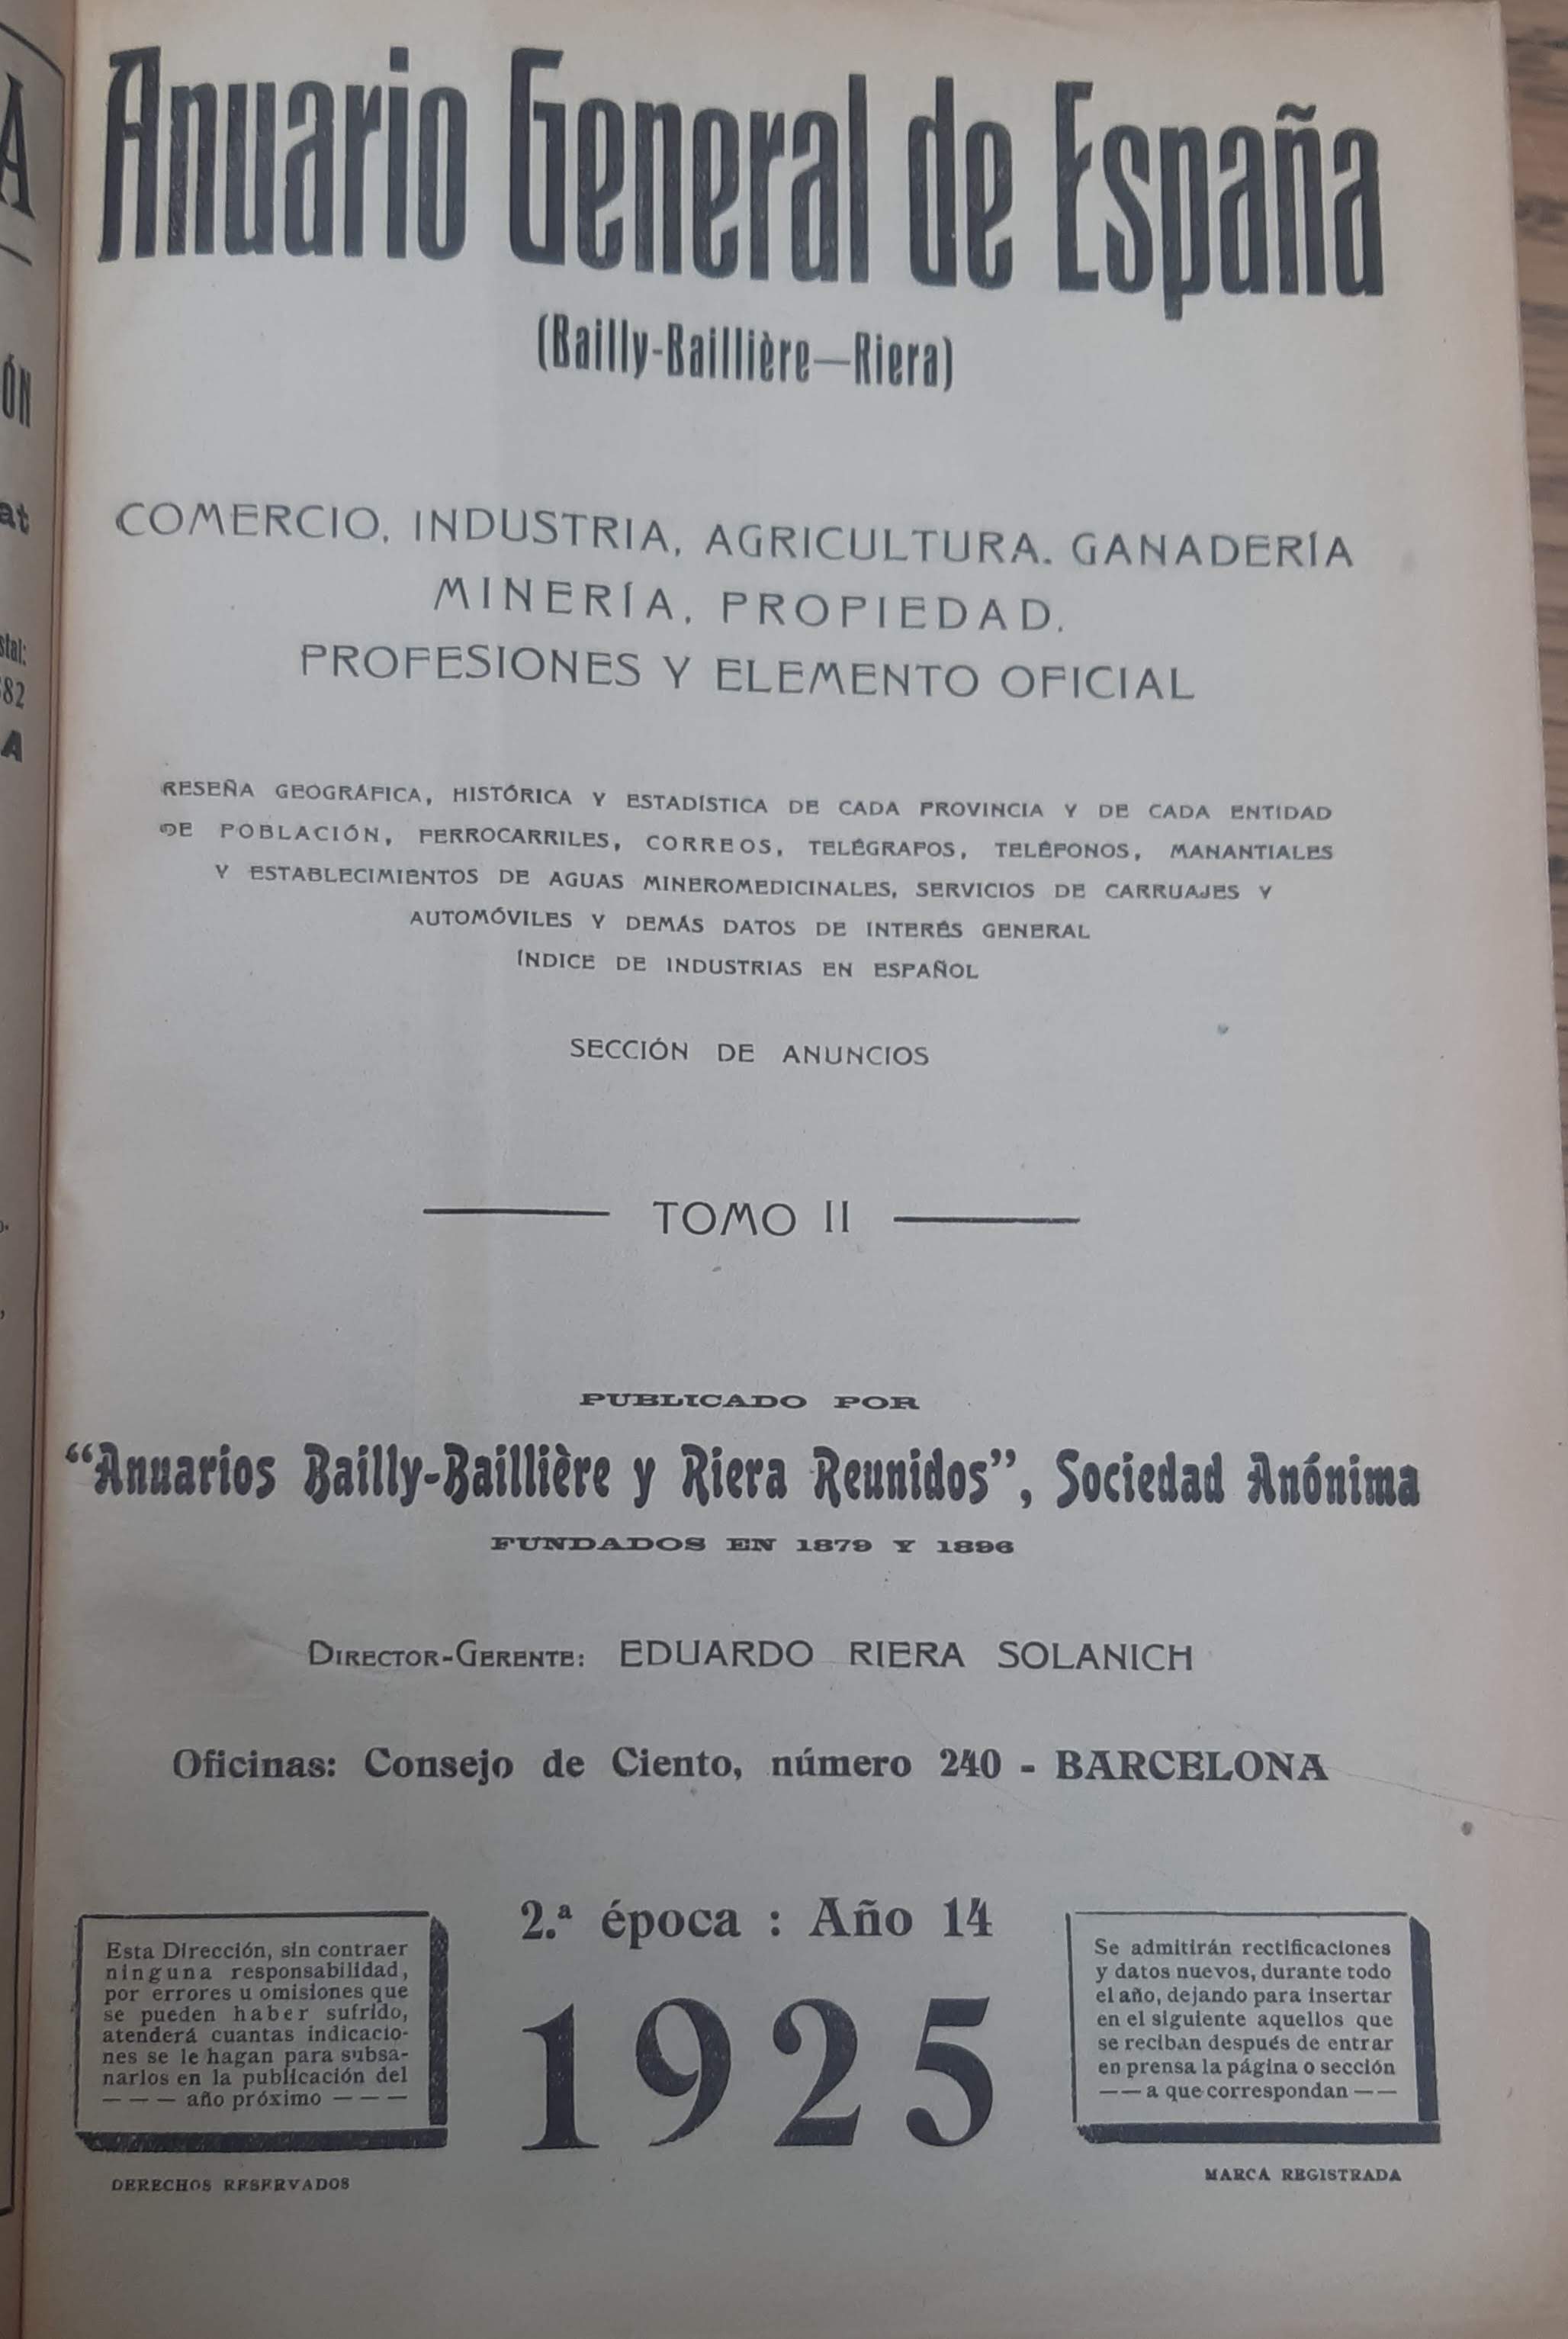 Anuario General de España
(Bailly-Baillière—Riera)
COMERCIO, INDUSTRIA, AGRICULTURA. GANADERÍA
MINERÍA, PROPIEDAD.
PROFESIONES Y ELEMENTO OFICIAL
RESEÑA GEOGRÁFICA, HISTÓRICA Y ESTADÍSTICA DE CADA PROVINCIA Y DE CADA ENTIDAD
DE POBLACIÓN, FERROCARRILES, CORREOS, TELÉGRAFOS, TELÉFONOS, MANANTIALES
Y ESTABLECIMIENTOS DE AGUAS MINEROMEDICINALES, SERVICIOS DE CARRUAJES Y
AUTOMÓVILES Y DEMÁS DATOS DE INTERÉS GENERAL
ÍNDICE DE INDUSTRIAS EN ESPAÑOL
SECCIÓN DE ANUNCIOS
TOMO II
PUBLICADO POR
“Anuarios Bailly-Baillière y Riera Reunidos”, Sociedad Anónima
FUNDADOS EN 1879 Y 1896
DIRECTOR-GERENTE: EDUARDO RIERA SOLANICH
Oficinas: Consejo de Ciento, número 240 - BARCELONA
2.ª época : Año 14
1925
Esta Dirección, sin contraer
ninguna responsabilidad,
por errores u omisiones que
se pueden haber sufrido,
atenderá cuantas indicacio-
nes se le hagan para subsa-
narlos en la publicación del
— — — año próximo — — —
DERECHOS RESERVADOS
Se admitirán rectificaciones
y datos nuevos, durante todo
el año, dejando para insertar
en el siguiente aquellos que
se reciban después de entrar
en prensa la página o sección
— — a que correspondan — —
MARCA REGISTRADA
A
ÓN
at
stal:
82
A